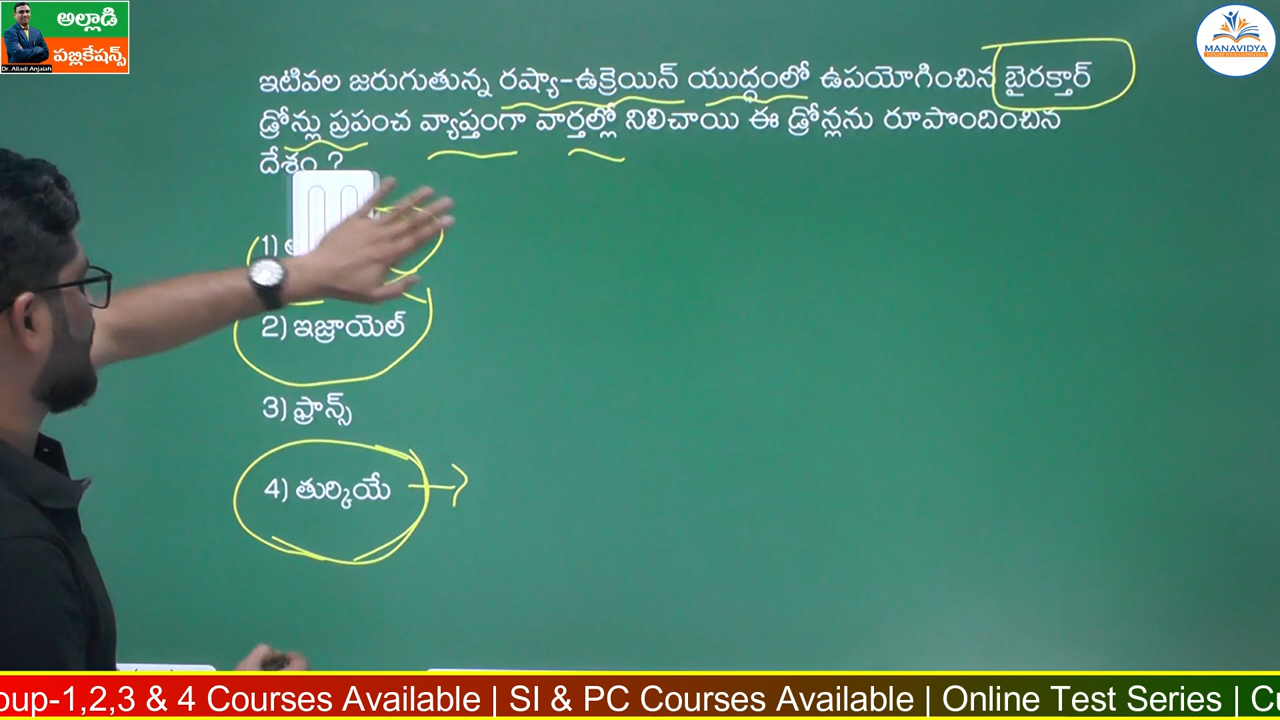 అల్లాడి
పబ్లికేషన్స్
Dr. Alladi Anjaiah
MANAVIDYA
ఇటీవల జరుగుతున్న రష్యా-ఉక్రెయిన్ యుద్ధంలో ఉపయోగించిన బైరక్తార్
డ్రోన్లు ప్రపంచ వ్యాప్తంగా వార్తల్లో నిలిచాయి ఈ డ్రోన్లను రూపొందించిన
దేశం ?
1)
2) ఇజ్రాయెల్
3) ఫ్రాన్స్
4) తుర్కియే
oup-1,2,3 & 4 Courses Available | SI & PC Courses Available | Online Test Series | Cu